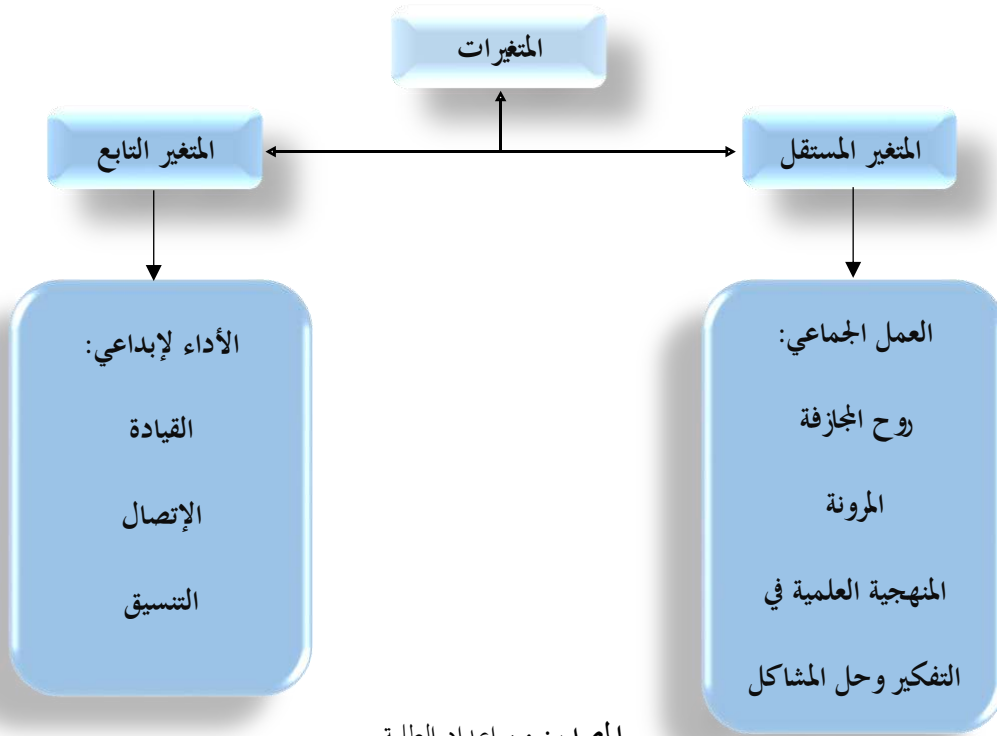 المتغيرات
المتغير المستقل
المتغير التابع
العمل الجماعي:
روح المجازفة
المرونة
المنهجية العلمية في
التفكير وحل المشاكل
الأداء لإبداعي:
القيادة
الإتصال
التنسيق